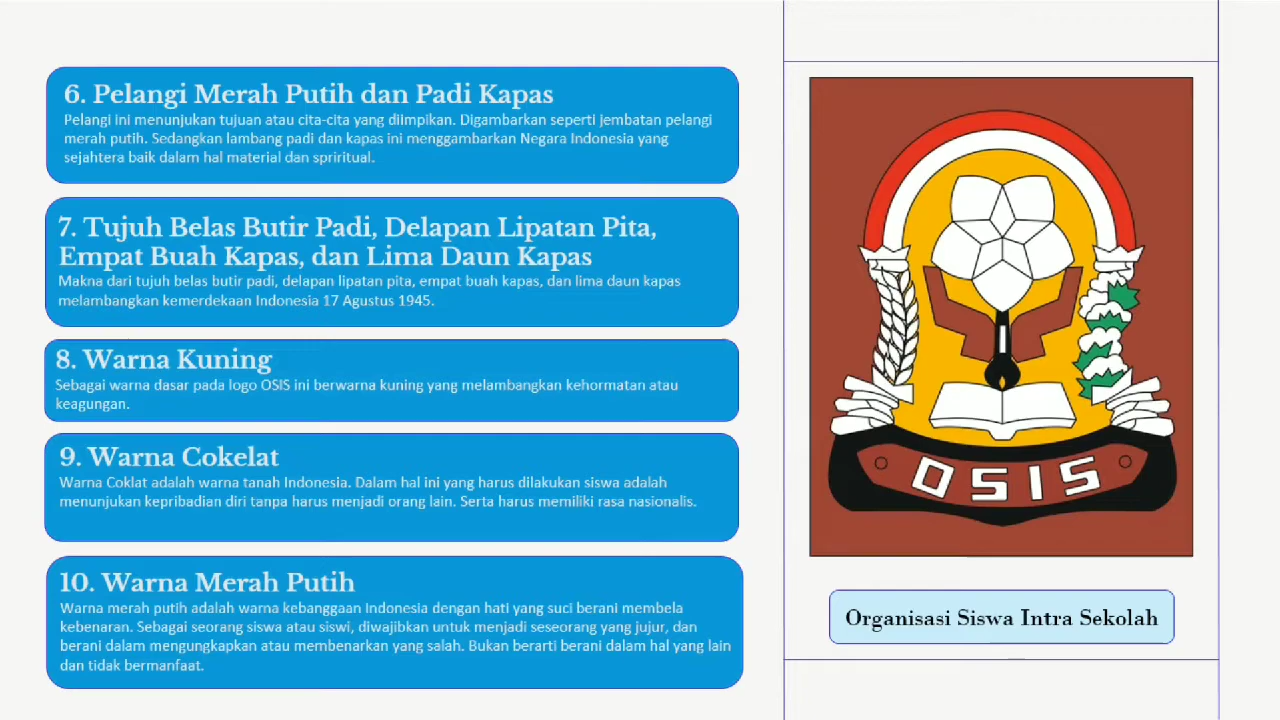 6. Pelangi Merah Putih dan Padi Kapas
Pelangi ini menunjukan tujuan atau cita-cita yang diimpikan. Digambarkan seperti jembatan pelangi
merah putih. Sedangkan lambang padi dan kapas ini menggambarkan Negara Indonesia yang
sejahtera baik dalam hal material dan spriritual.
7. Tujuh Belas Butir Padi, Delapan Lipatan Pita,
Empat Buah Kapas, dan Lima Daun Kapas
Makna dari tujuh belas butir padi, delapan lipatan pita, empat buah kapas, dan lima daun kapas
melambangkan kemerdekaan Indonesia 17 Agustus 1945.
8. Warna Kuning
Sebagai warna dasar pada logo OSIS ini berwarna kuning yang melambangkan kehormatan atau
keagungan.
9. Warna Cokelat
Warna Coklat adalah warna tanah Indonesia. Dalam hal ini yang harus dilakukan siswa adalah
menunjukan kepribadian diri tanpa harus menjadi orang lain. Serta harus memiliki rasa nasionalis.
10. Warna Merah Putih
Warna merah putih adalah warna kebanggaan Indonesia dengan hati yang suci berani membela
kebenaran. Sebagai seorang siswa atau siswi, diwajibkan untuk menjadi seseorang yang jujur, dan
berani dalam mengungkapkan atau membenarkan yang salah. Bukan berarti berani dalam hal yang lain
dan tidak bermanfaat.
OSIS
Organisasi Siswa Intra Sekolah